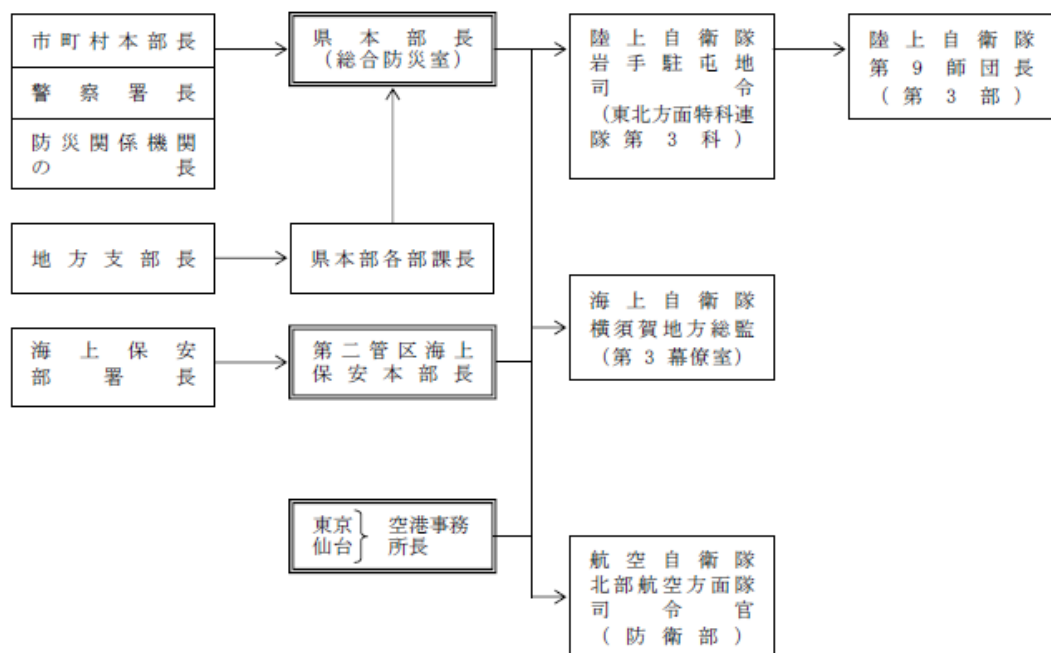 市町村本部長
警察署長
防災関係機関
の長
県本部長
(総合防災室)
陸上自衛隊
岩手駐屯地
司令
(東北方面特科連
隊第3科)
陸上自衛隊
第9師団長
(第3部)
地方支部長
県本部各部課長
海上保安
部署長
第二管区海上
保安本部長
海上自衛隊
横須賀地方総監
(第3幕僚室)
東京
仙台
空港事務
所長
航空自衛隊
北部航空方面隊
司令官
(防衛部)